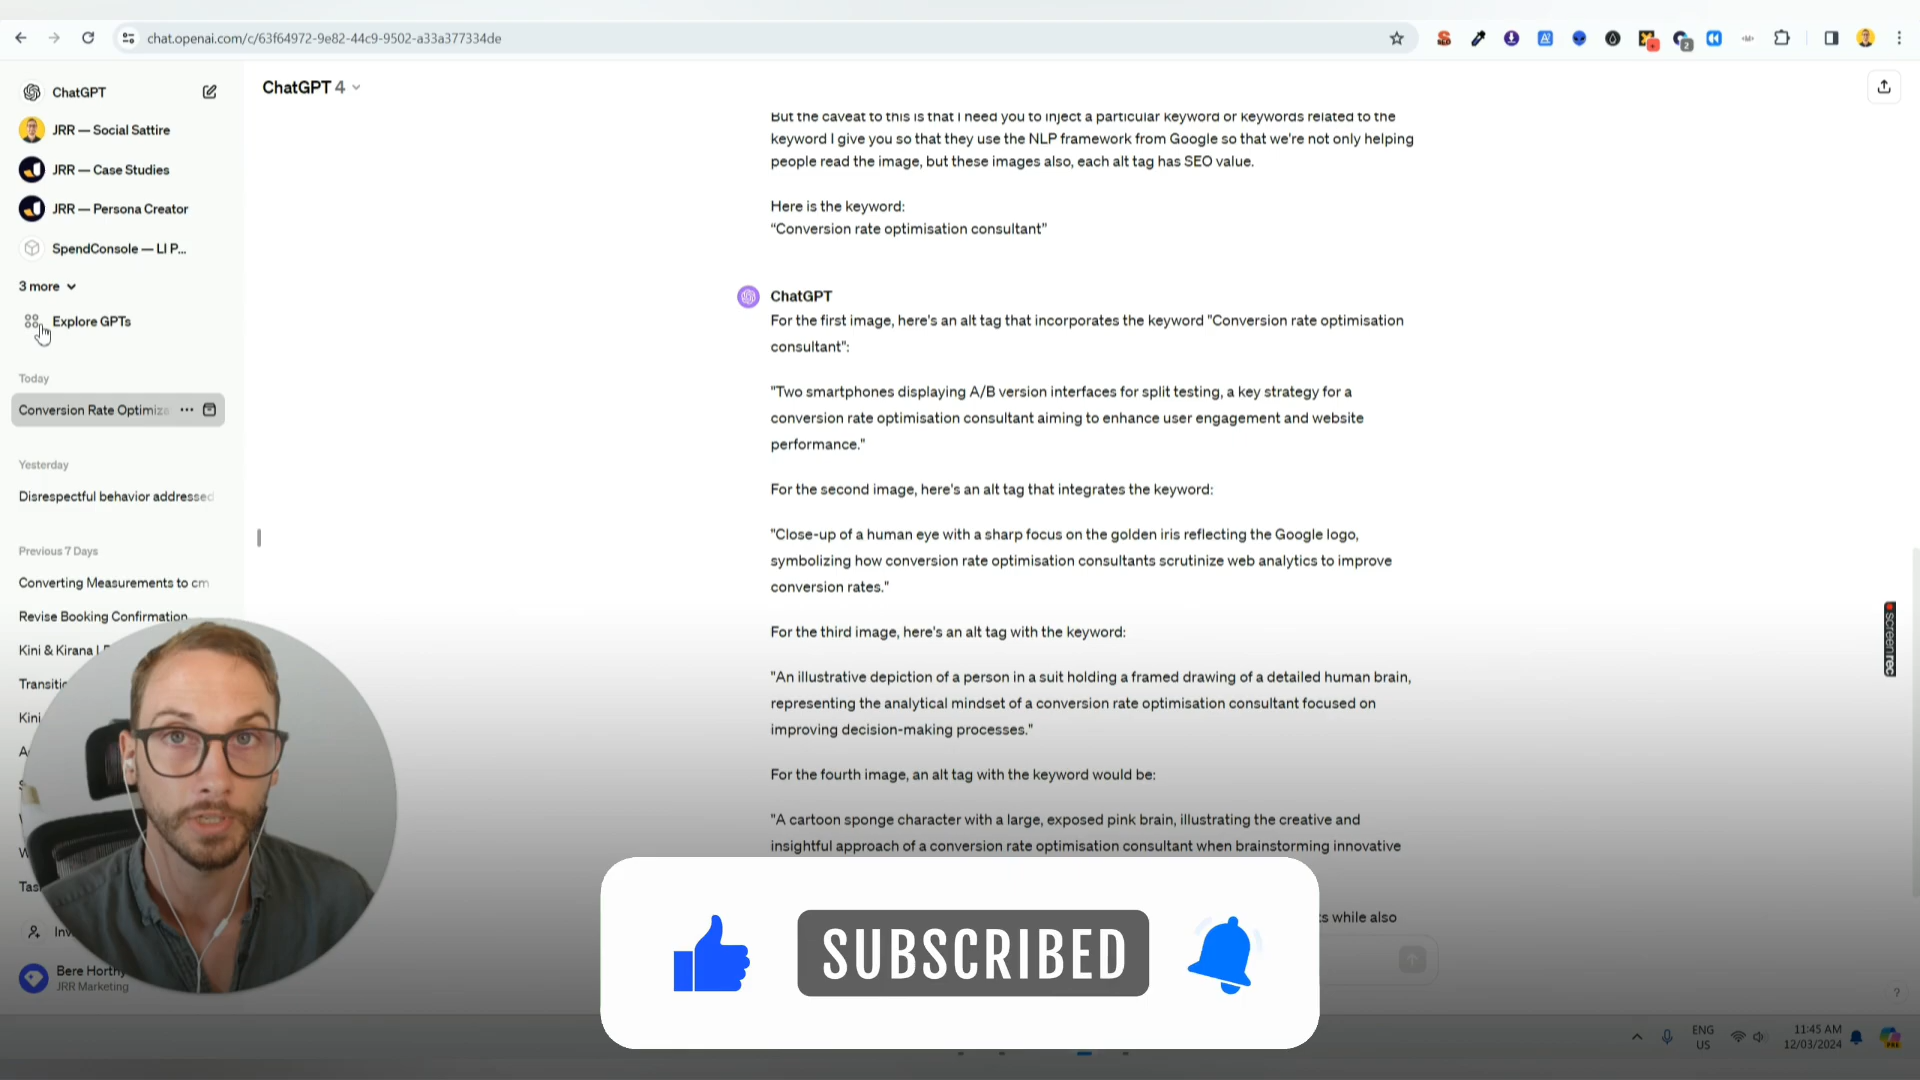 chat.openai.com/c/63f64972-9e82-44c9-9502-a33a377334de
2
ChatGPT
JRR — Social Sattire
JRR — Case Studies
JRR — Persona Creator
SpendConsole — LI P...
3 more
Explore GPTs
Today
Conversion Rate Optimiza
Yesterday
Disrespectful behavior addressed
Previous 7 Days
Converting Measurements to cm
Revise Booking Confirmation
Kini & Kirana
Kini
Bere Horthy
JRR Marketing
ChatGPT 4
But the caveat to this is that I need you to inject a particular keyword or keywords related to the
keyword I give you so that they use the NLP framework from Google so that we're not only helping
people read the image, but these images also, each alt tag has SEO value.
Here is the keyword:
“Conversion rate optimisation consultant”
ChatGPT
For the first image, here's an alt tag that incorporates the keyword "Conversion rate optimisation
consultant":
"Two smartphones displaying A/B version interfaces for split testing, a key strategy for a
conversion rate optimisation consultant aiming to enhance user engagement and website
performance."
For the second image, here's an alt tag that integrates the keyword:
"Close-up of a human eye with a sharp focus on the golden iris reflecting the Google logo,
symbolizing how conversion rate optimisation consultants scrutinize web analytics to improve
conversion rates."
For the third image, here's an alt tag with the keyword:
"An illustrative depiction of a person in a suit holding a framed drawing of a detailed human brain,
representing the analytical mindset of a conversion rate optimisation consultant focused on
improving decision-making processes."
For the fourth image, an alt tag with the keyword would be:
"A cartoon sponge character with a large, exposed pink brain, illustrating the creative and
insightful approach of a conversion rate optimisation consultant when brainstorming innovative
while also
SUBSCRIBED
screenrec
?
ENG
US
11:45 AM
12/03/2024